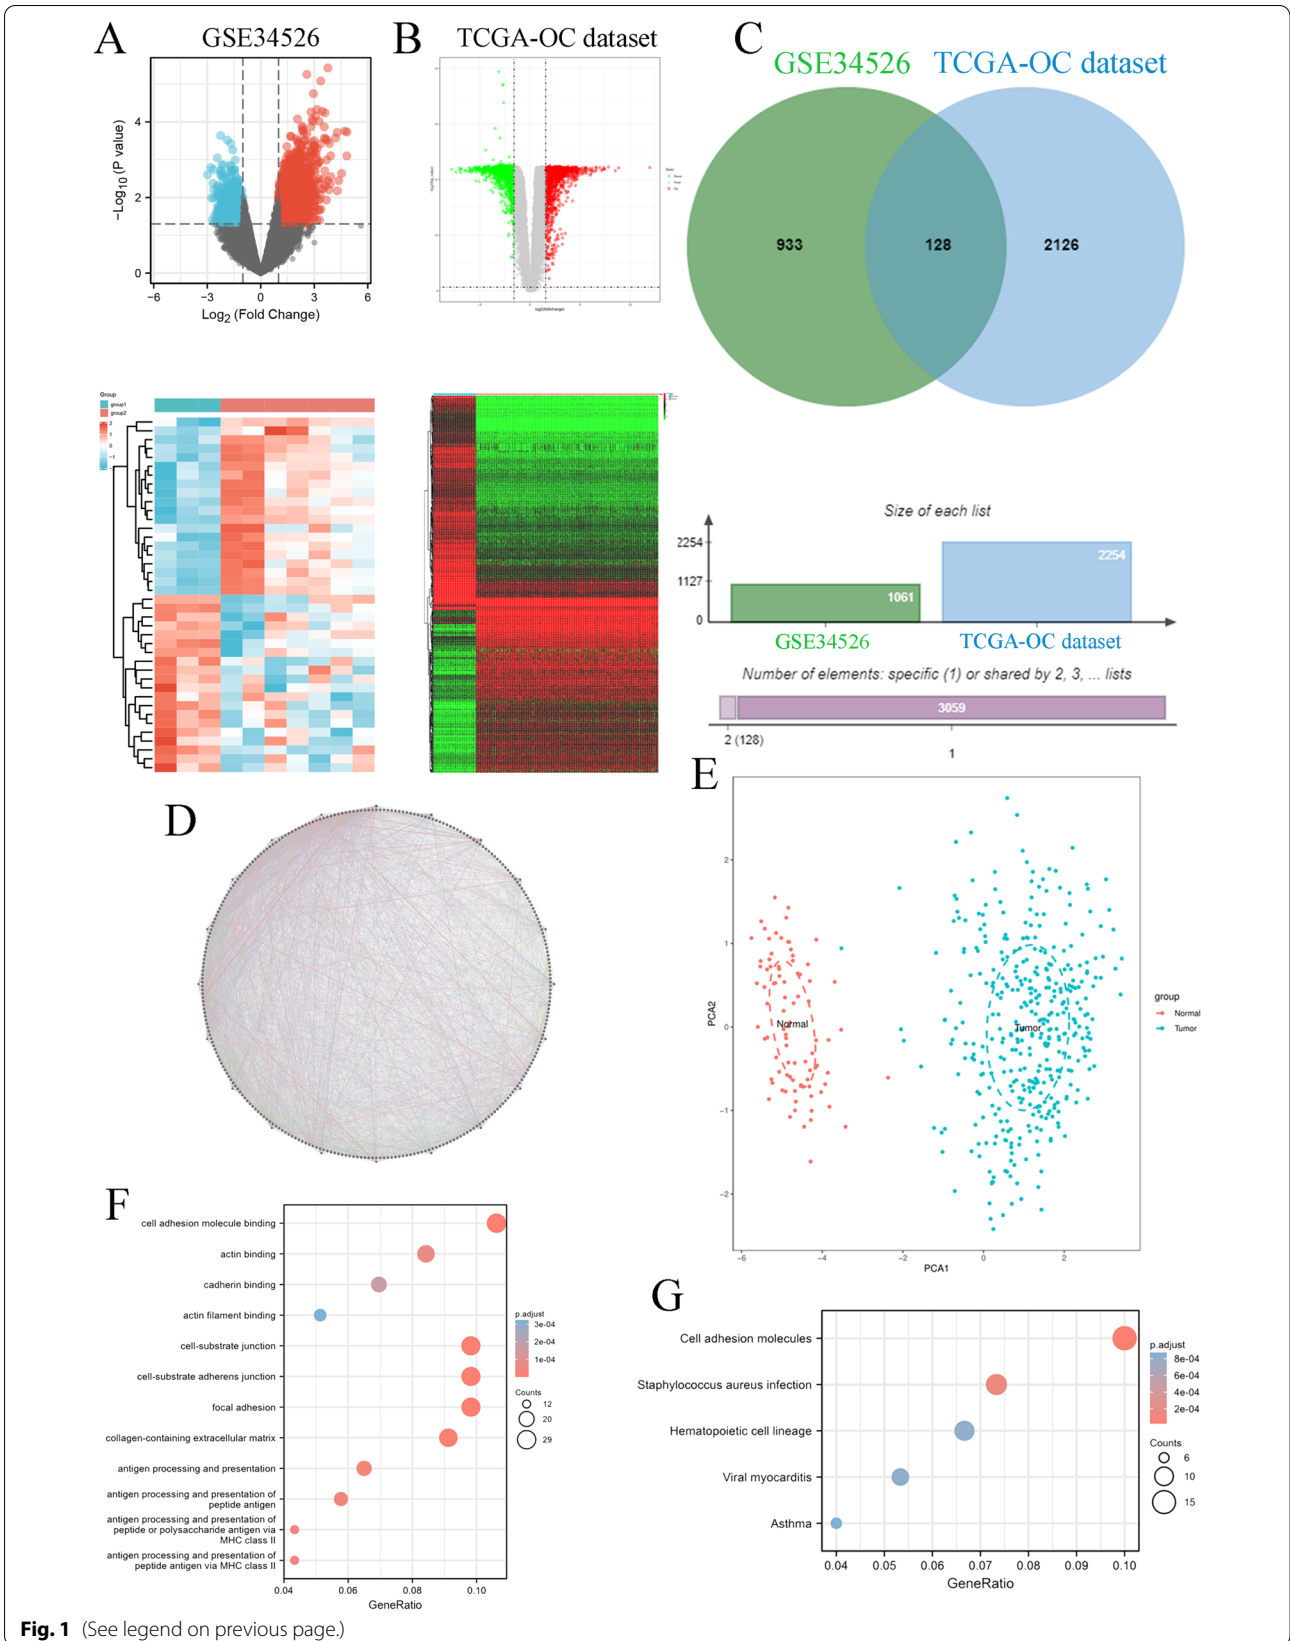 A
GSE34526
−Log10 (P value)
4
2
0
−6
−3
0
3
6
Log2 (Fold Change)
B
TCGA-OC dataset
log2(foldchange)
C
GSE34526
TCGA-OC dataset
933
128
2126
Group
group1
group2
2
1
0
−1
Size of each list
2254
1127
0
1061
2254
GSE34526
TCGA-OC dataset
Number of elements: specific (1) or shared by 2, 3, ... lists
3059
2 (128)
1
D
E
PCA2
2
1
0
−1
−2
Normal
Tumor
−6
−4
−2
0
2
PCA1
group
Normal
Tumor
F
cell adhesion molecule binding
actin binding
cadherin binding
actin filament binding
cell-substrate junction
cell-substrate adherens junction
focal adhesion
collagen-containing extracellular matrix
antigen processing and presentation
antigen processing and presentation of
peptide antigen
antigen processing and presentation of
peptide or polysaccharide antigen via
MHC class II
antigen processing and presentation of
peptide antigen via MHC class II
0.04
0.06
0.08
0.10
GeneRatio
p.adjust
3e-04
2e-04
1e-04
Counts
12
20
29
G
Cell adhesion molecules
Staphylococcus aureus infection
Hematopoietic cell lineage
Viral myocarditis
Asthma
0.04
0.05
0.06
0.07
0.08
0.09
0.10
GeneRatio
p.adjust
8e-04
6e-04
4e-04
2e-04
Counts
6
10
15
Fig. 1 (See legend on previous page.)